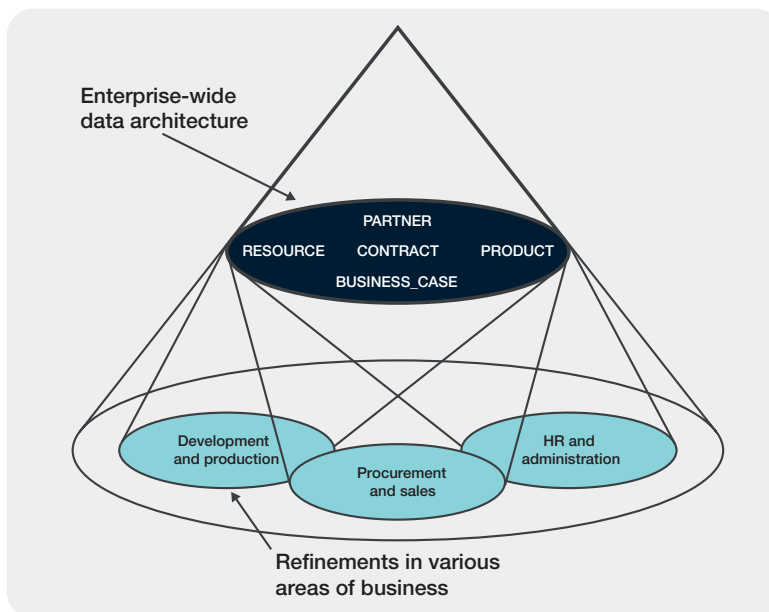 Enterprise-wide
data architecture
PARTNER
RESOURCE CONTRACT PRODUCT
BUSINESS_CASE
Development
and production
HR and
administration
Procurement
and sales
Refinements in various
areas of business